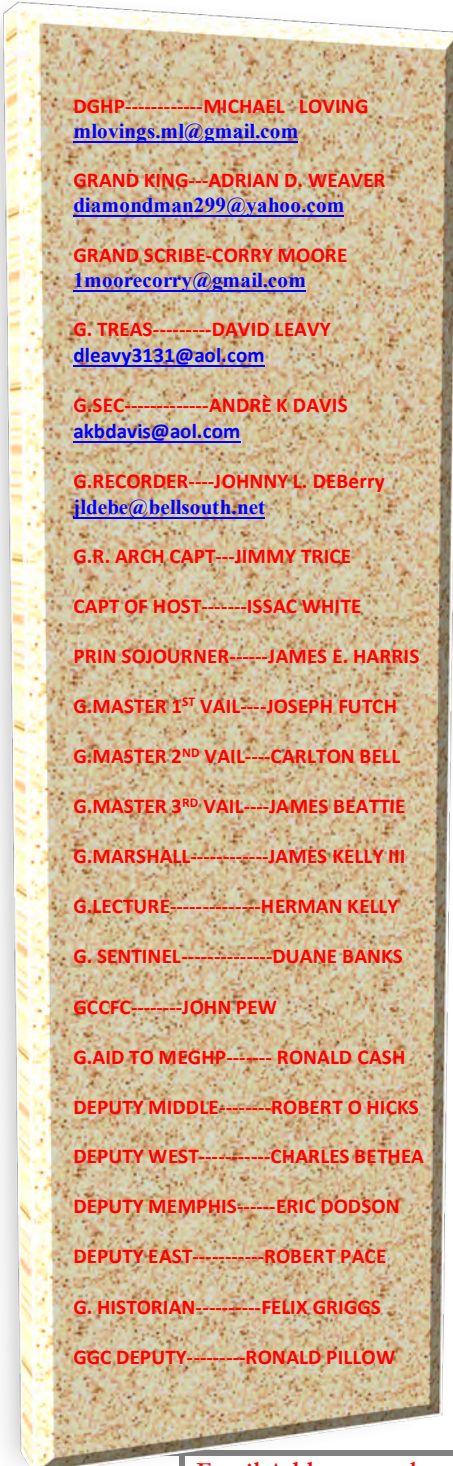 DGHP------------MICHAEL LOVING
mlovings.ml@gmail.com
GRAND KING---ADRIAN D. WEAVER
diamondman299@yahoo.com
GRAND SCRIBE-CORRY MOORE
1moorecorry@gmail.com
G. TREAS---------DAVID LEAVY
dleavy3131@aol.com
G.SEC-------------ANDRÈ K DAVIS
akbdavis@aol.com
G.RECORDER----JOHNNY L. DEBerry
jldebe@bellsouth.net
G.R. ARCH CAPT---JIMMY TRICE
CAPT OF HOST-------ISSAC WHITE
PRIN SOJOURNER------JAMES E. HARRIS
G.MASTER 1ST VAIL----JOSEPH FUTCH
G.MASTER 2ND VAIL----CARLTON BELL
G.MASTER 3RD VAIL----JAMES BEATTIE
G.MARSHALL------------JAMES KELLY III
G.LECTURE--------------HERMAN KELLY
G. SENTINEL--------------DUANE BANKS
GCCFC--------JOHN PEW
G.AID TO MEGHP------- RONALD CASH
DEPUTY MIDDLE--------ROBERT O HICKS
DEPUTY WEST-----------CHARLES BETHEA
DEPUTY MEMPHIS------ERIC DODSON
DEPUTY EAST-----------ROBERT PACE
G. HISTORIAN----------FELIX GRIGGS
GGC DEPUTY---------RONALD PILLOW